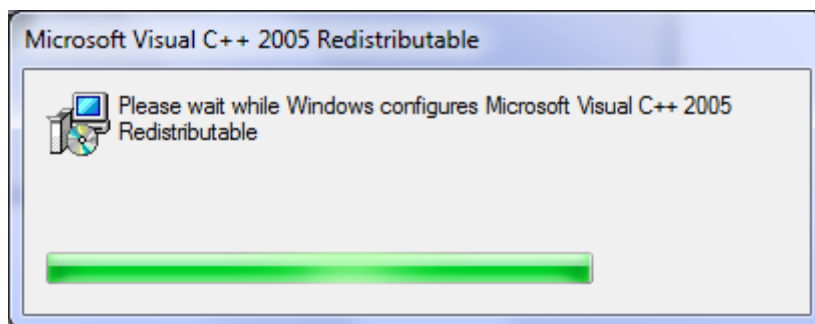 Microsoft Visual C++ 2005 Redistributable
Please wait while Windows configures Microsoft Visual C++ 2005
Redistributable